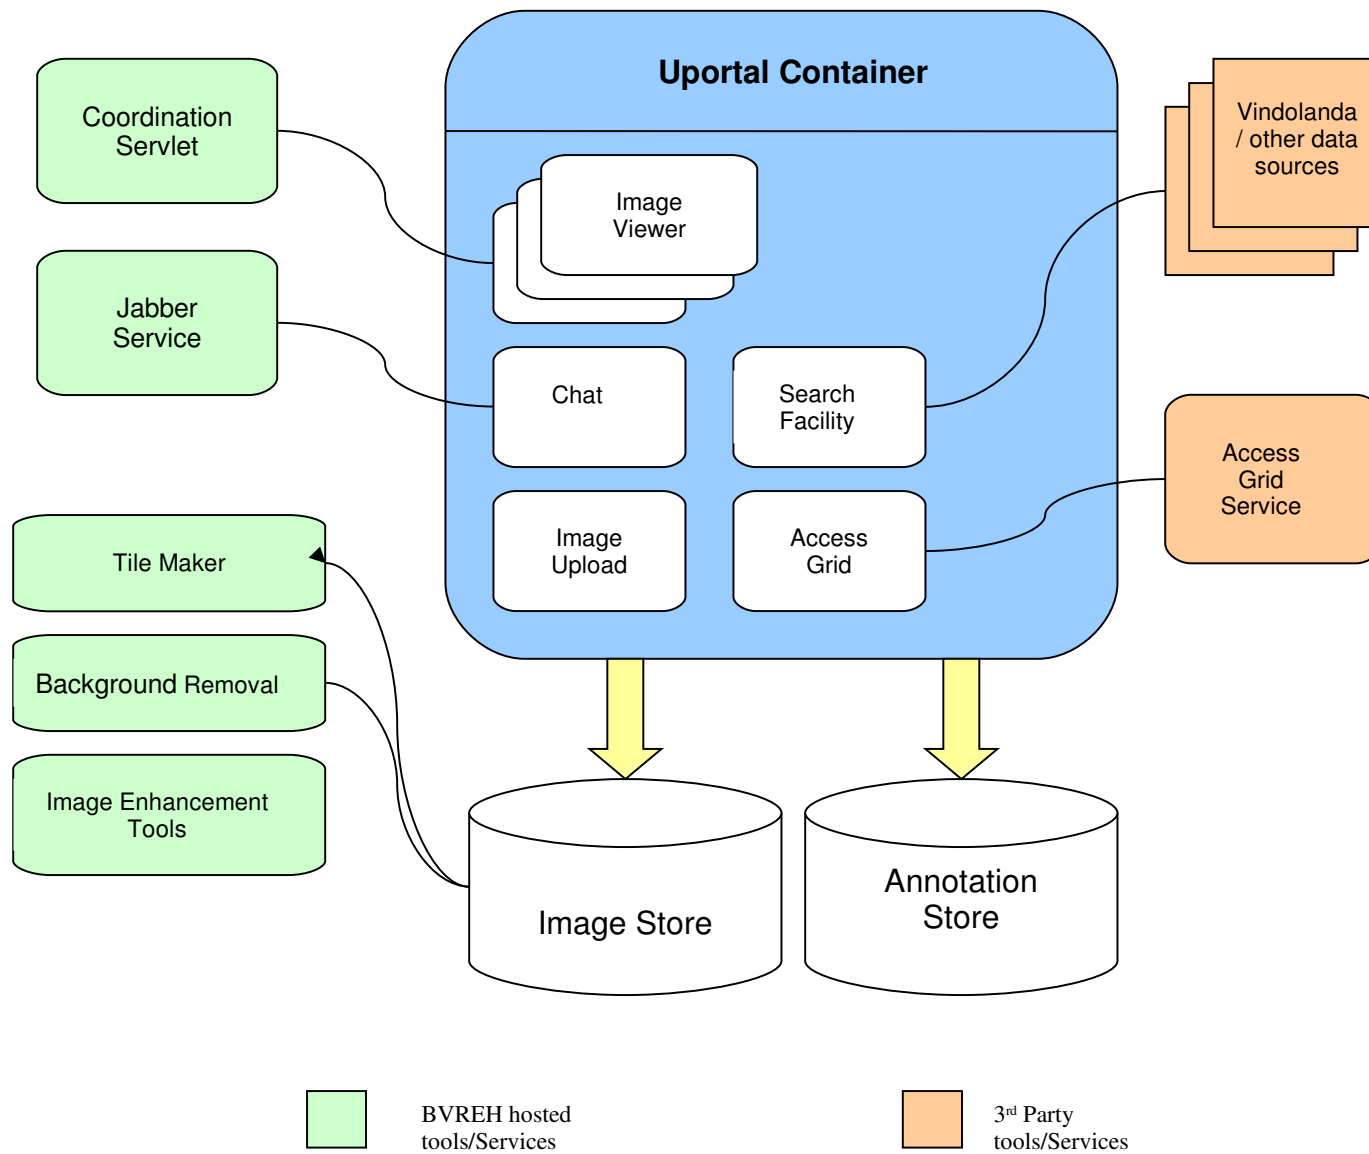 Uportal Container
Coordination
Servlet
Vindolanda
/ other data
sources
Image
Viewer
Jabber
Service
Chat
Search
Facility
Access
Grid
Service
Image
Upload
Access
Grid
Tile Maker
Background Removal
Image Enhancement
Tools
Image Store
Annotation
Store
BVREH hosted
tools/Services
3rd Party
tools/Services